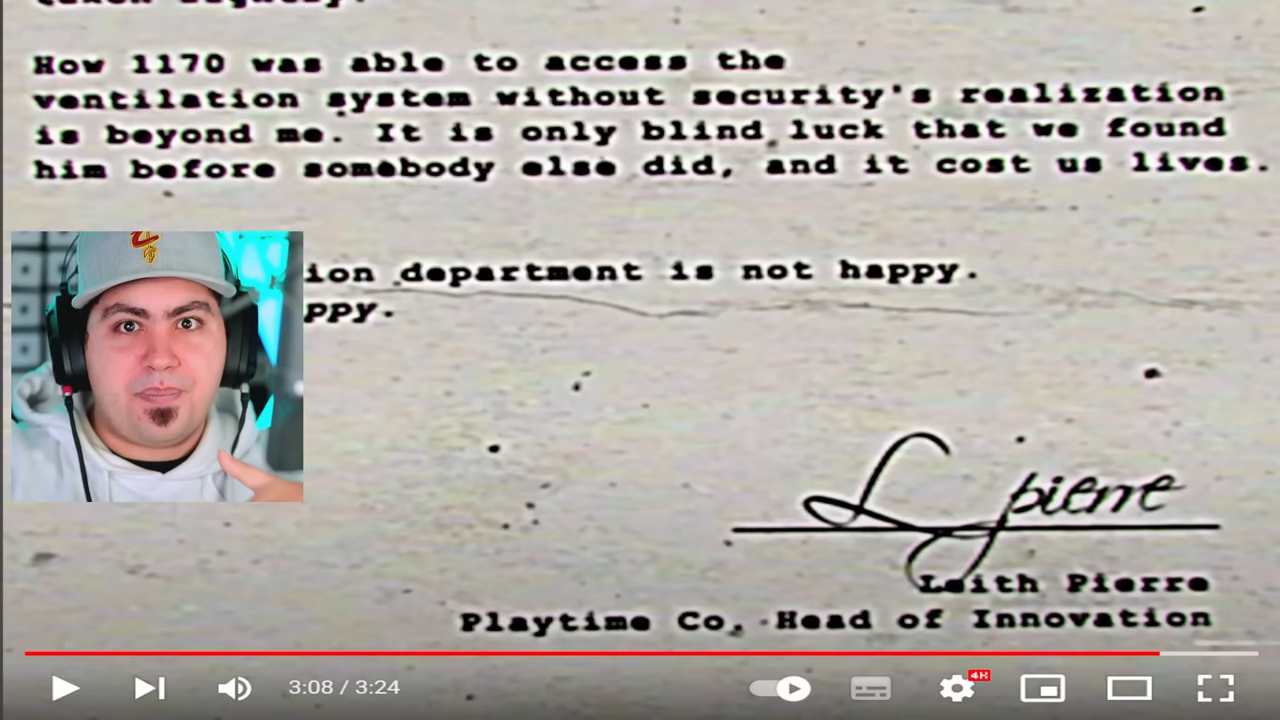 How 1170 was able to access the
ventilation system without security's realization
is beyond me. It is only blind luck that we found
him before somebody else did, and it cost us lives.
ion department is not happy.
ppy.
L pierre
Leith Pierre
Playtime Co, Head of Innovation
3:08 / 3:24